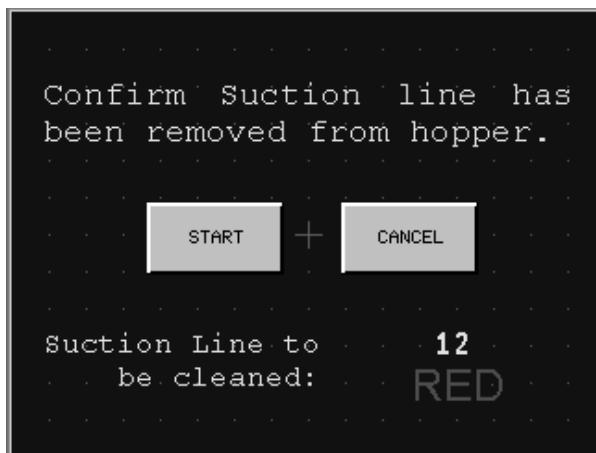 Confirm Suction line has
been removed from hopper.
START
CANCEL
Suction Line to
12
be cleaned:
RED